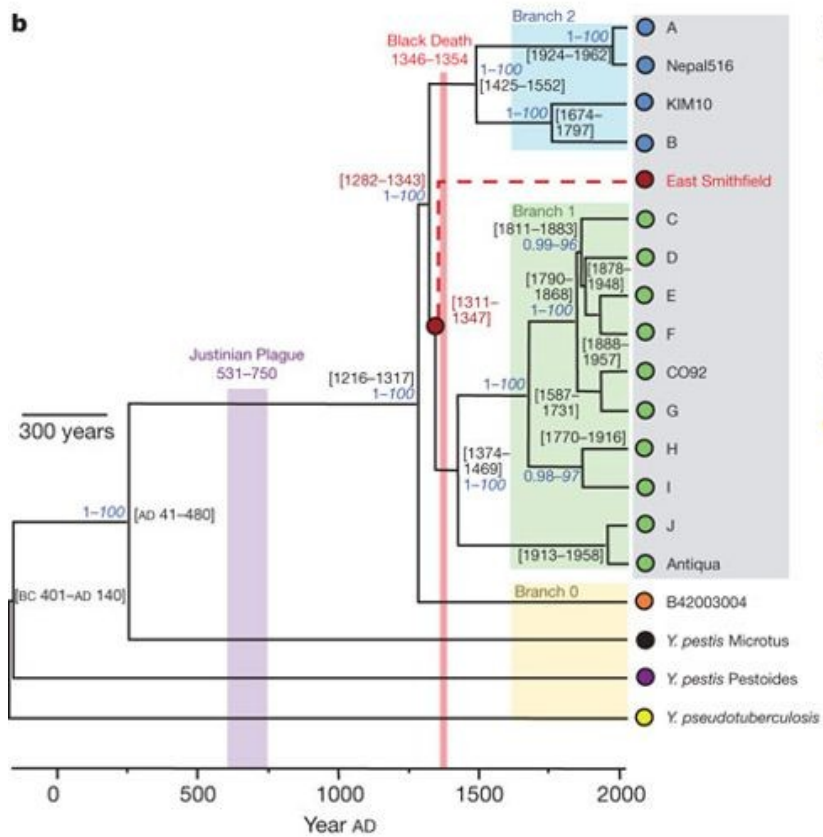 b
Branch 2
Black Death
1346–1354
1–100
[1924–1962]
1–100
[1425–1552]
1–100
[1674–
1797]
A
Nepal516
KIM10
B
[1282–1343]
1–100
East Smithfield
Branch 1
[1811–1883]
0.99–96
[1790–
1868]
1–100
[1878–
1948]
[1888–
1957]
C
D
E
F
CO92
G
H
I
J
Antiqua
[1311–
1347]
Justinian Plague
531–750
[1216–1317]
1–100
1–100
[1587–
1731]
[1770–1916]
0.98–97
[1374–
1469]
1–100
[1913–1958]
300 years
1–100
[AD 41–480]
[BC 401–AD 140]
Branch 0
B42003004
Y. pestis Microtus
Y. pestis Pestoides
Y. pseudotuberculosis
0
500
1000
1500
2000
Year AD